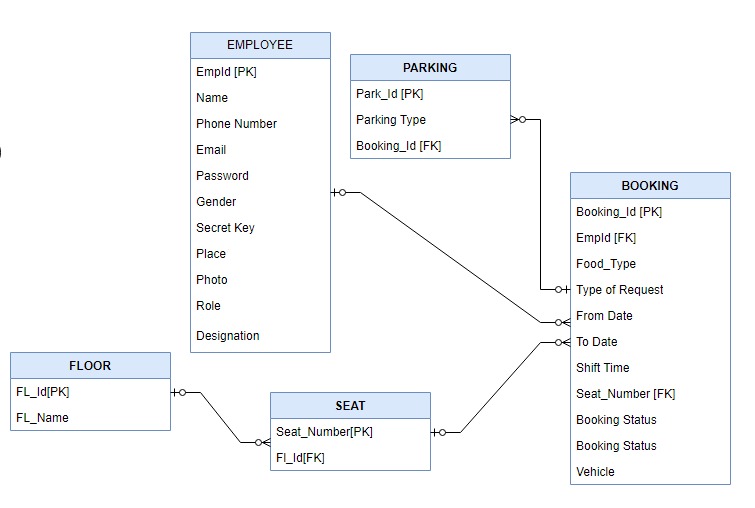 EMPLOYEE
EmpId [PK]
Name
Phone Number
Email
Password
Gender
Secret Key
Place
Photo
Role
Designation
PARKING
Park_Id [PK]
Parking Type
Booking_Id [FK]
BOOKING
Booking_Id [PK]
EmpId [FK]
Food_Type
Type of Request
From Date
To Date
Shift Time
Seat_Number [FK]
Booking Status
Booking Status
Vehicle
FLOOR
FL_Id[PK]
FL_Name
SEAT
Seat_Number[PK]
Fl_Id[FK]